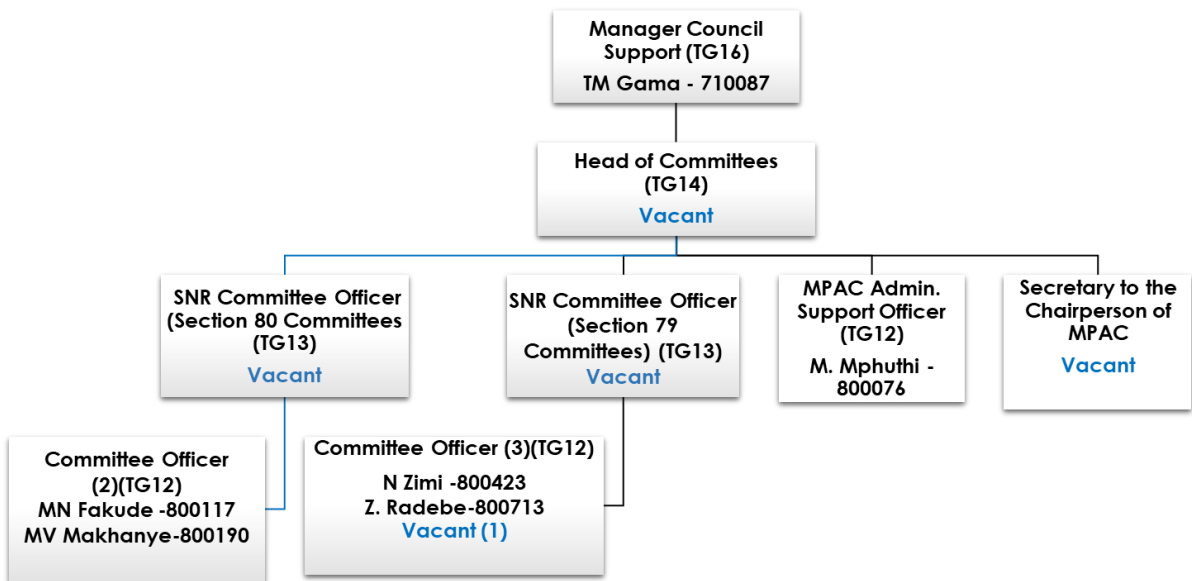 Manager Council
Support (TG16)
TM Gama - 710087
Head of Committees
(TG14)
Vacant
SNR Committee Officer
(Section 80 Committees
(TG13)
Vacant
SNR Committee Officer
(Section 79
Committees) (TG13)
Vacant
MPAC Admin.
Support Officer
(TG12)
M. Mphuthi -
800076
Secretary to the
Chairperson of
MPAC
Vacant
Committee Officer
(2)(TG12)
MN Fakude -800117
MV Makhanye-800190
Committee Officer (3)(TG12)
N Zimi -800423
Z. Radebe-800713
Vacant (1)